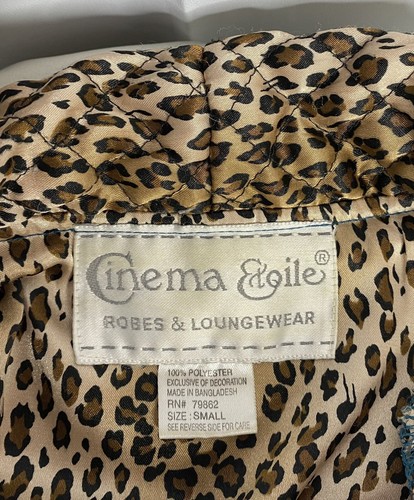 Cinema Etoile®
ROBES & LOUNGEWEAR
100% POLYESTER
EXCLUSIVE OF DECORATION
MADE IN BANGLADESH
RN# 79862
SIZE: SMALL
SEE REVERSE SIDE FOR CARE